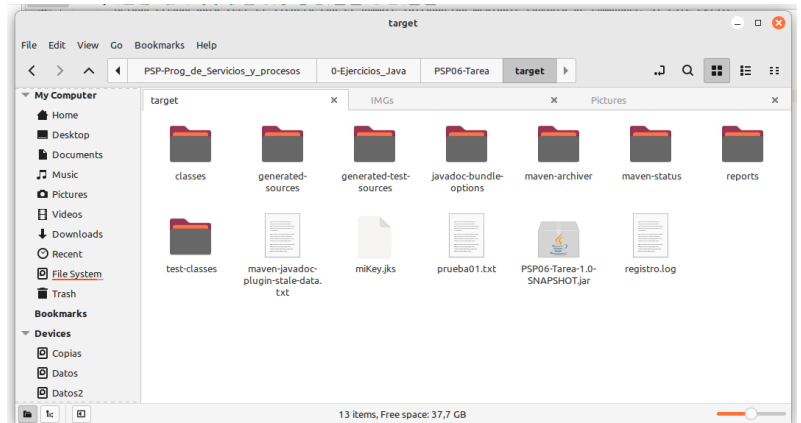 target
File Edit View Go Bookmarks Help
PSP-Prog_de_Servicios_y_procesos 0-Ejercicios_Java PSP06-Tarea target
My Computer
Home
Desktop
Documents
Music
Pictures
Videos
Downloads
Recent
File System
Trash
Bookmarks
Devices
Copias
Datos
Datos2
target IMGs Pictures
classes
generated-
sources
generated-test-
sources
javadoc-bundle-
options
maven-archiver
maven-status
reports
test-classes
maven-javadoc-
plugin-stale-data.
txt
miKey.jks
prueba01.txt
PSP06-Tarea-1.0-
SNAPSHOT.jar
registro.log
13 items, Free space: 37,7 GB